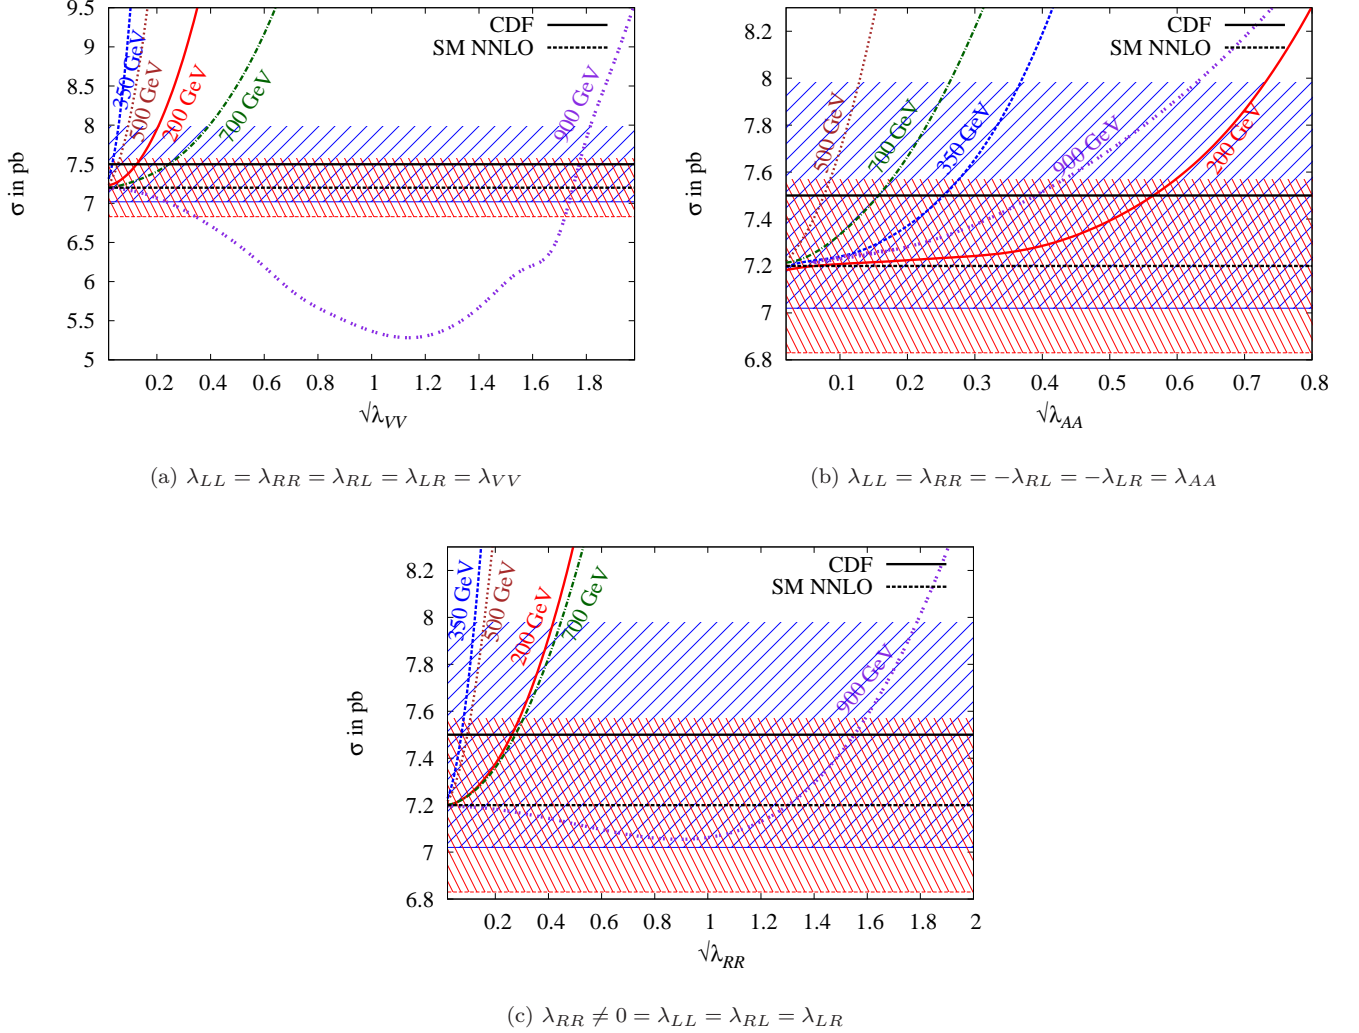 9.5
9
8.5
8
7.5
7
6.5
6
5.5
5
σ in pb
350 GeV
500 GeV
200 GeV
700 GeV
900 GeV
CDF
SM NNLO
0.2 0.4 0.6 0.8 1 1.2 1.4 1.6 1.8
√λVV
(a) λLL = λRR = λRL = λLR = λVV
8.2
8
7.8
7.6
7.4
7.2
7
6.8
σ in pb
500 GeV
700 GeV
350 GeV
900 GeV
200 GeV
CDF
SM NNLO
0.1 0.2 0.3 0.4 0.5 0.6 0.7 0.8
√λAA
(b) λLL = λRR = −λRL = −λLR = λAA
8.2
8
7.8
7.6
7.4
7.2
7
6.8
σ in pb
350 GeV
500 GeV
200 GeV
700 GeV
900 GeV
CDF
SM NNLO
0.2 0.4 0.6 0.8 1 1.2 1.4 1.6 1.8 2
√λRR
(c) λRR ≠ 0 = λLL = λRL = λLR